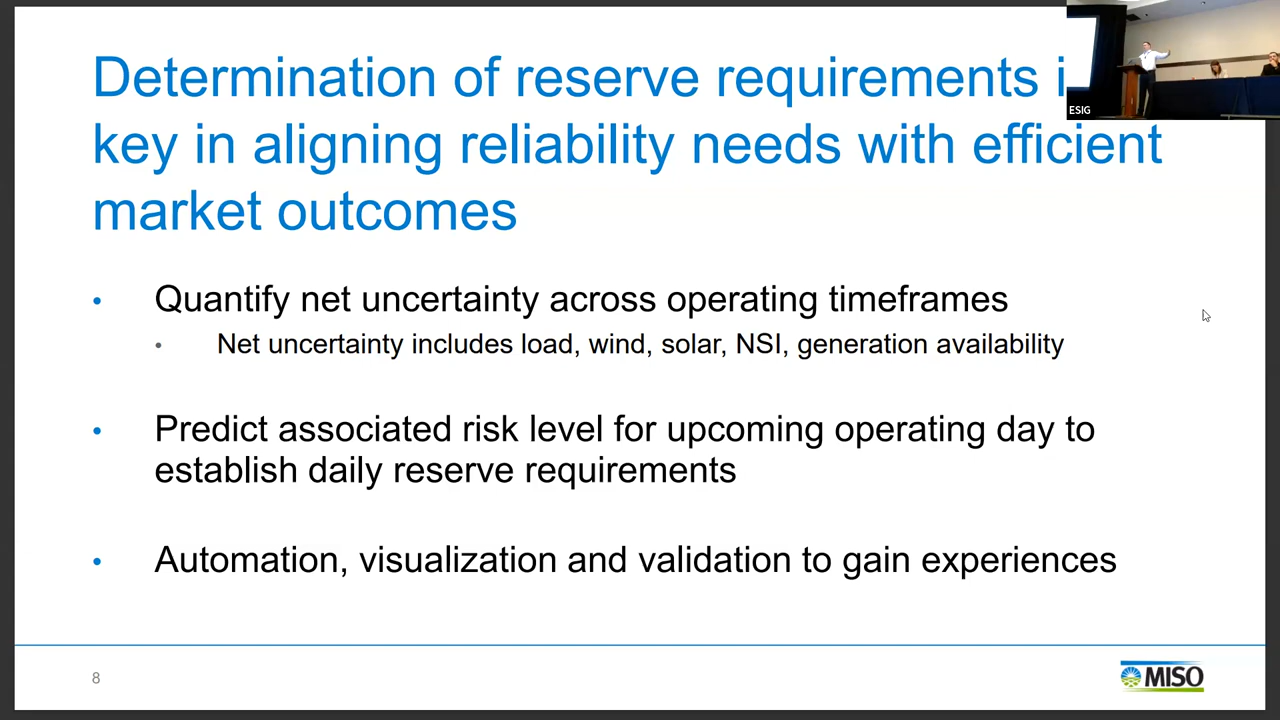 Determination of reserve requirements i
key in aligning reliability needs with efficient
market outcomes
ESIG
• Quantify net uncertainty across operating timeframes
• Net uncertainty includes load, wind, solar, NSI, generation availability
• Predict associated risk level for upcoming operating day to
establish daily reserve requirements
• Automation, visualization and validation to gain experiences
8
MISO